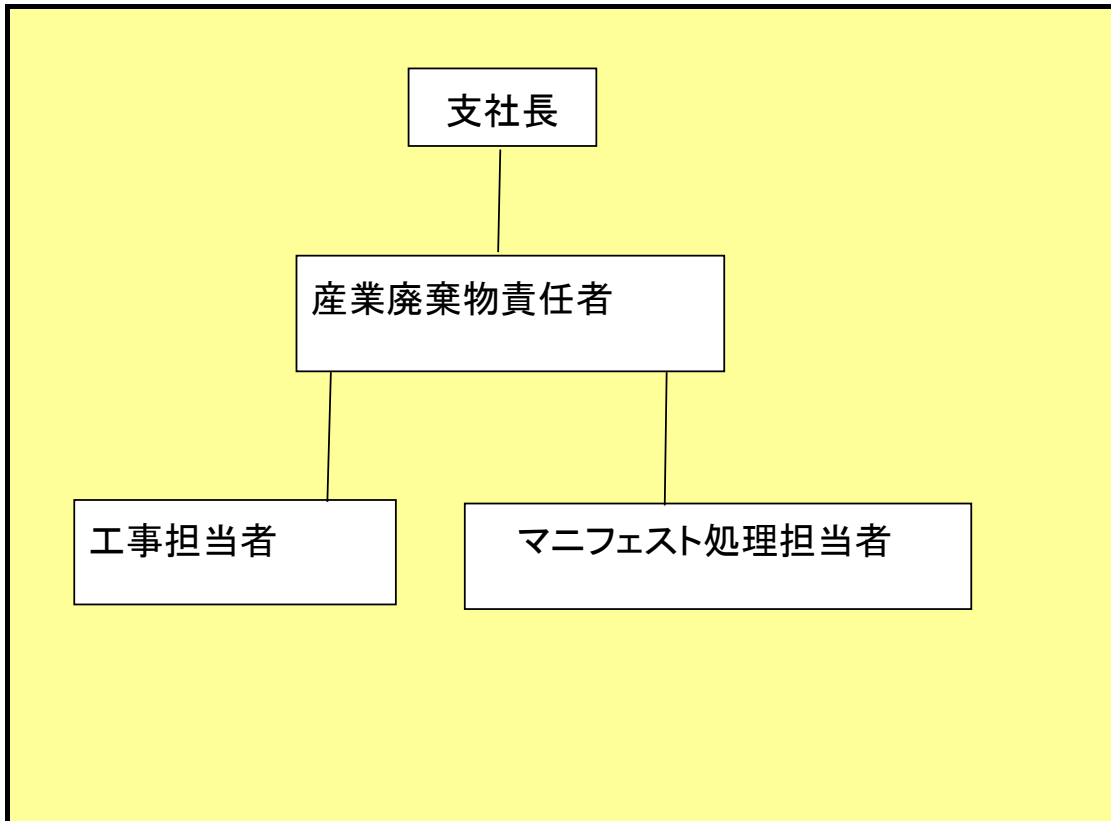 支社長
産業廃棄物責任者
工事担当者
マニフェスト処理担当者